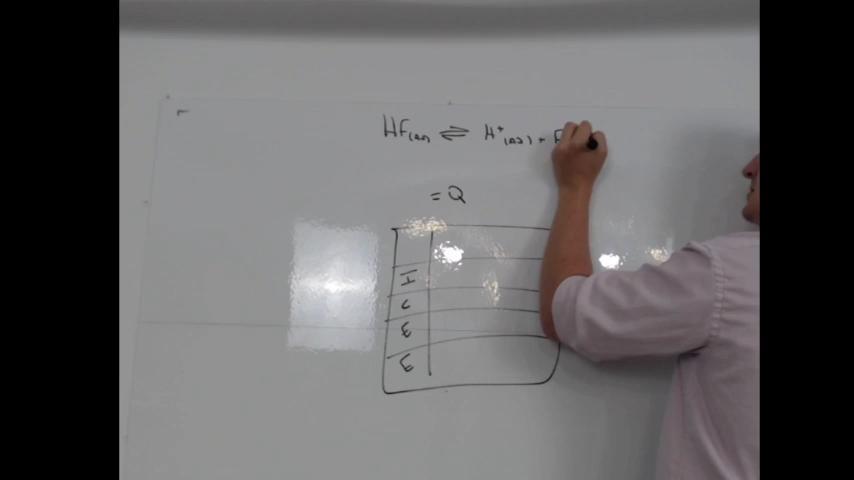 HF(aq) ⇌ H⁺(aq) + F
= Q
I
C
E
E